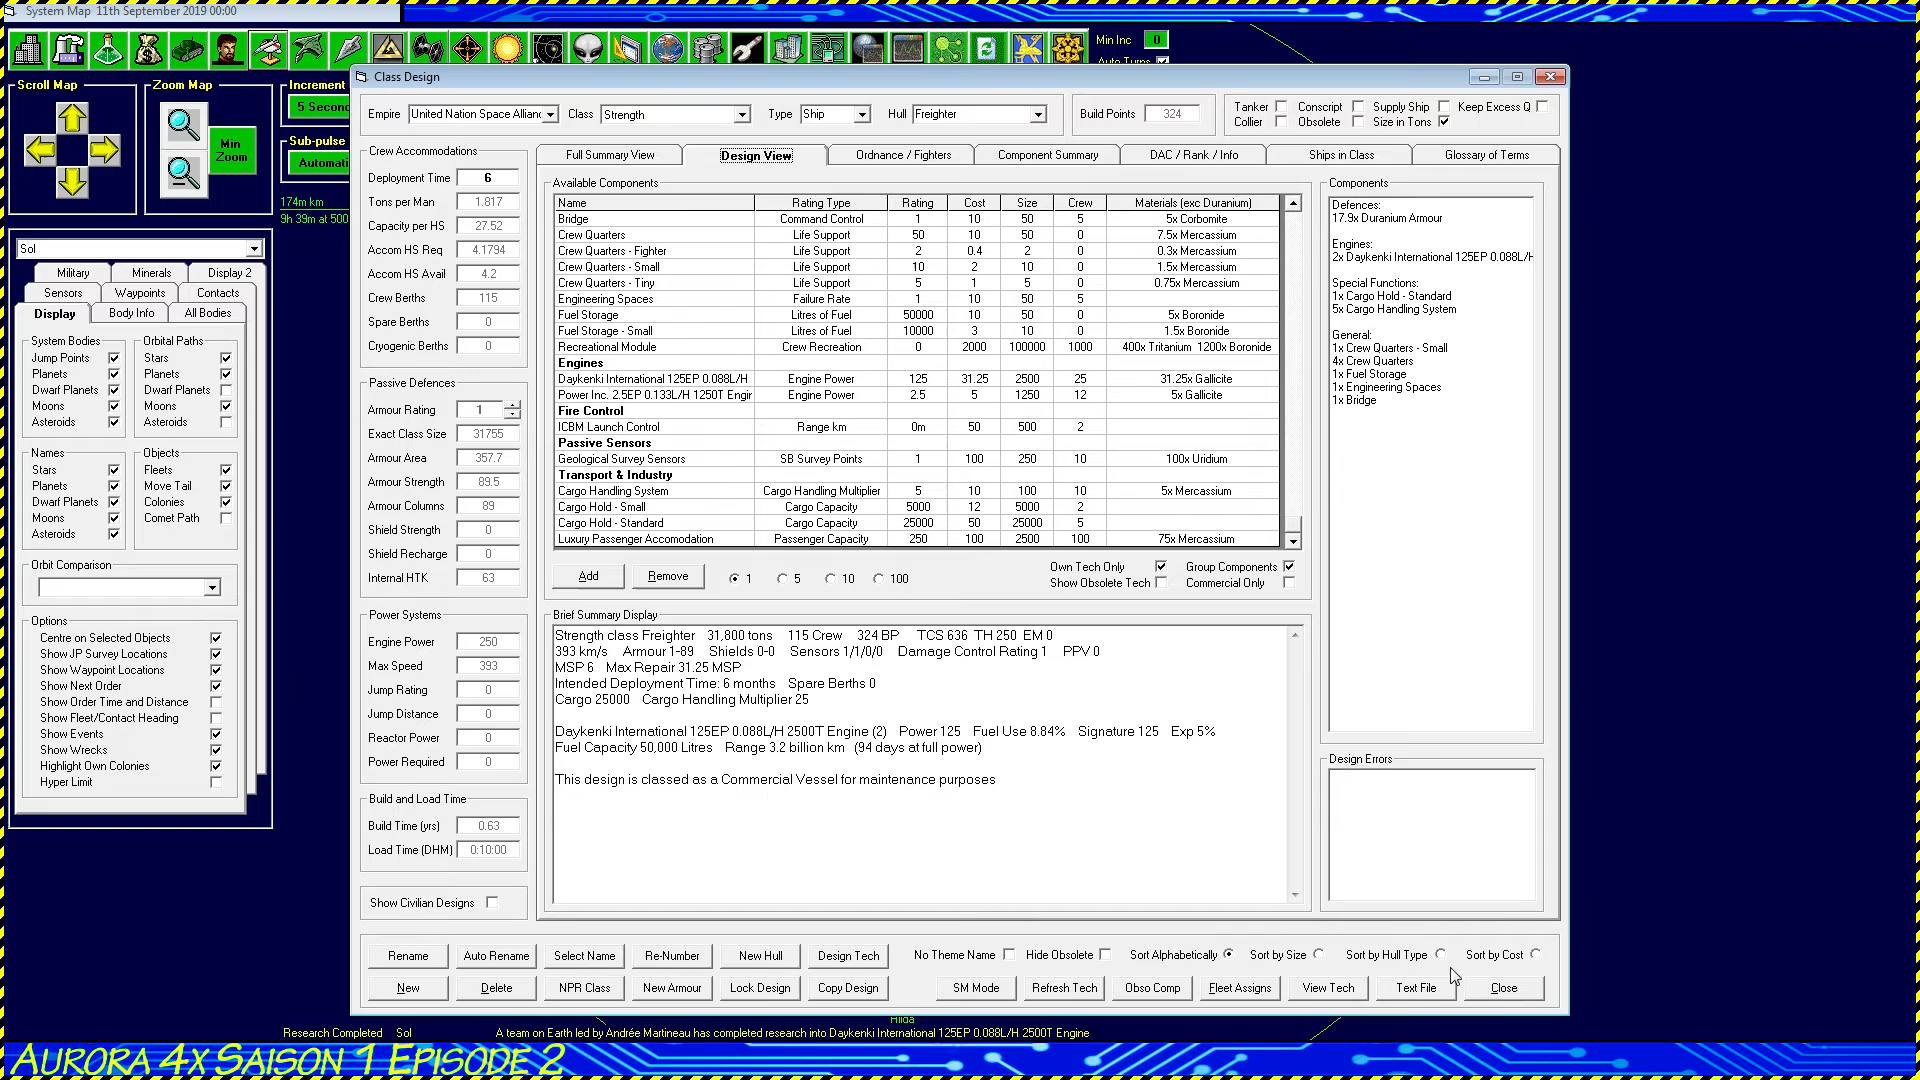 System Map  11th September 2019 00:00
Min Inc 0
Scroll Map
Zoom Map
Min Zoom
Increment
Sub-pulse
174m km
Sol
Military Minerals Display 2
Sensors Waypoints Contacts
Display Body Info All Bodies
System Bodies
Jump Points
Planets
Dwarf Planets
Moons
Asteroids
Orbital Paths
Stars
Planets
Dwarf Planets
Moons
Asteroids
Names
Stars
Planets
Dwarf Planets
Moons
Asteroids
Objects
Fleets
Move Tail
Colonies
Comet Path
Orbit Comparison
Options
Centre on Selected Objects
Show JP Survey Locations
Show Waypoint Locations
Show Next Order
Show Order Time and Distance
Show Fleet/Contact Heading
Show Events
Show Wrecks
Highlight Own Colonies
Hyper Limit
Class Design
Empire United Nation Space Allianc Class Strength Type Ship Hull Freighter
Build Points 324
Tanker Conscript Supply Ship Keep Excess Q
Collier Obsolete Size in Tons
Crew Accommodations
Deployment Time 6
Tons per Man 1.817
Capacity per HS 27.52
Accom HS Req 4.1794
Accom HS Avail 4.2
Crew Berths 115
Spare Berths 0
Cryogenic Berths 0
Passive Defences
Armour Rating 1
Exact Class Size 31755
Armour Area 357.7
Armour Strength 89.5
Armour Columns 89
Shield Strength 0
Shield Recharge 0
Internal HTK 63
Power Systems
Engine Power 250
Max Speed 393
Jump Rating 0
Jump Distance 0
Reactor Power 0
Power Required 0
Build and Load Time
Build Time (yrs) 0.63
Load Time (DHM) 0:10:00
Show Civilian Designs
Full Summary View Design View Ordnance / Fighters Component Summary DAC / Rank / Info Ships in Class Glossary of Terms
Available Components
Name Rating Type Rating Cost Size Crew Materials (exc Duranium)
Bridge Command Control 1 10 50 5 5x Corbomite
Crew Quarters Life Support 50 10 50 0 7.5x Mercassium
Crew Quarters - Fighter Life Support 2 0.4 2 0 0.3x Mercassium
Crew Quarters - Small Life Support 10 2 10 0 1.5x Mercassium
Crew Quarters - Tiny Life Support 5 1 5 0 0.75x Mercassium
Engineering Spaces Failure Rate 1 10 50 5
Fuel Storage Litres of Fuel 50000 10 50 0 5x Boronide
Fuel Storage - Small Litres of Fuel 10000 3 10 0 1.5x Boronide
Recreational Module Crew Recreation 0 2000 100000 1000 400x Tritanium  1200x Boronide
Engines
Daykenki International 125EP 0.088L/H Engine Power 125 31.25 2500 25 31.25x Gallicite
Power Inc. 2.5EP 0.133L/H 1250T Engir Engine Power 2.5 5 1250 12 5x Gallicite
Fire Control
ICBM Launch Control Range km 0m 50 500 2
Passive Sensors
Geological Survey Sensors SB Survey Points 1 100 250 10 100x Uridium
Transport & Industry
Cargo Handling System Cargo Handling Multiplier 5 10 100 10 5x Mercassium
Cargo Hold - Small Cargo Capacity 5000 12 5000 2
Cargo Hold - Standard Cargo Capacity 25000 50 25000 5
Luxury Passenger Accomodation Passenger Capacity 250 100 2500 100 75x Mercassium
Add Remove 1 5 10 100
Own Tech Only Group Components
Show Obsolete Tech Commercial Only
Brief Summary Display
Strength class Freighter    31,800 tons    115 Crew    324 BP    TCS 636  TH 250  EM 0
393 km/s    Armour 1-89    Shields 0-0    Sensors 1/1/0/0    Damage Control Rating 1    PPV 0
MSP 6    Max Repair 31.25 MSP
Intended Deployment Time: 6 months    Spare Berths 0
Cargo 25000    Cargo Handling Multiplier 25
Daykenki International 125EP 0.088L/H 2500T Engine (2)    Power 125    Fuel Use 8.84%    Signature 125    Exp 5%
Fuel Capacity 50,000 Litres    Range 3.2 billion km   (94 days at full power)
This design is classed as a Commercial Vessel for maintenance purposes
Components
Defences:
17.9x Duranium Armour
Engines:
2x Daykenki International 125EP 0.088L/H
Special Functions:
1x Cargo Hold - Standard
5x Cargo Handling System
General:
1x Crew Quarters - Small
4x Crew Quarters
1x Fuel Storage
1x Engineering Spaces
1x Bridge
Design Errors
Rename Auto Rename Select Name Re-Number New Hull Design Tech No Theme Name Hide Obsolete Sort Alphabetically Sort by Size Sort by Hull Type Sort by Cost
New Delete NPR Class New Armour Lock Design Copy Design SM Mode Refresh Tech Obso Comp Fleet Assigns View Tech Text File Close
Research Completed Sol A team on Earth led by Andrée Martineau has completed research into Daykenki International 125EP 0.088L/H 2500T Engine
Aurora 4x Saison 1 Episode 2